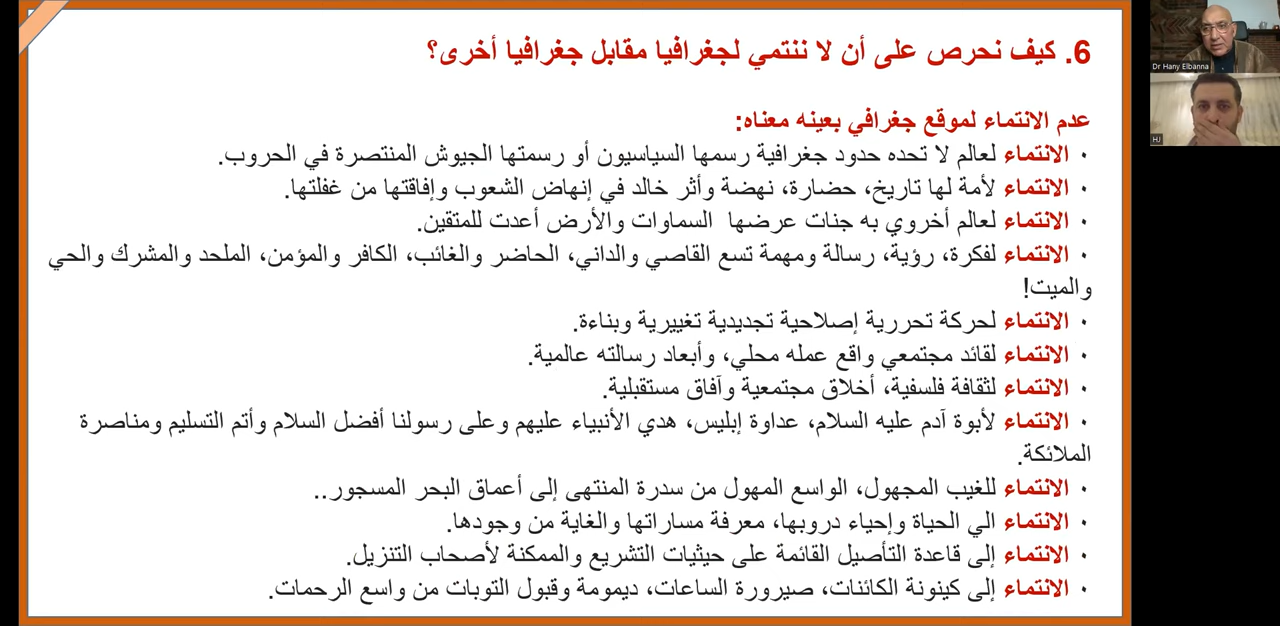 6. كيف نحرص على أن لا ننتمي لجغرافيا مقابل جغرافيا أخرى؟
عدم الانتماء لموقع جغرافي بعينه معناه:
· الانتماء لعالم لا تحده حدود جغرافية رسمها السياسيون أو رسمتها الجيوش المنتصرة في الحروب.
· الانتماء لأمة لها تاريخ، حضارة، نهضة وأثر خالد في إنهاض الشعوب وإفاقتها من غفلتها.
· الانتماء لعالم أخروي به جنات عرضها السماوات والأرض أعدت للمتقين.
· الانتماء لفكرة، رؤية، رسالة ومهمة تسع القاصي والداني، الحاضر والغائب، الكافر والمؤمن، الملحد والمشرك والحي
والميت!
· الانتماء لحركة تحررية إصلاحية تجديدية تغييرية وبناءة.
· الانتماء لقائد مجتمعي واقع عمله محلي، وأبعاد رسالته عالمية.
· الانتماء لثقافة فلسفية، أخلاق مجتمعية وآفاق مستقبلية.
· الانتماء لأبوة آدم عليه السلام، عداوة إبليس، هدي الأنبياء عليهم وعلى رسولنا أفضل السلام وأتم التسليم ومناصرة
الملائكة.
· الانتماء للغيب المجهول، الواسع المهول من سدرة المنتهى إلى أعماق البحر المسجور..
· الانتماء الي الحياة وإحياء دروبها، معرفة مساراتها والغاية من وجودها.
· الانتماء إلى قاعدة التأصيل القائمة على حيثيات التشريع والممكنة لأصحاب التنزيل.
· الانتماء إلى كينونة الكائنات، صيرورة الساعات، ديمومة وقبول التوبات من واسع الرحمات.
Dr Hany Elbanna
HJ